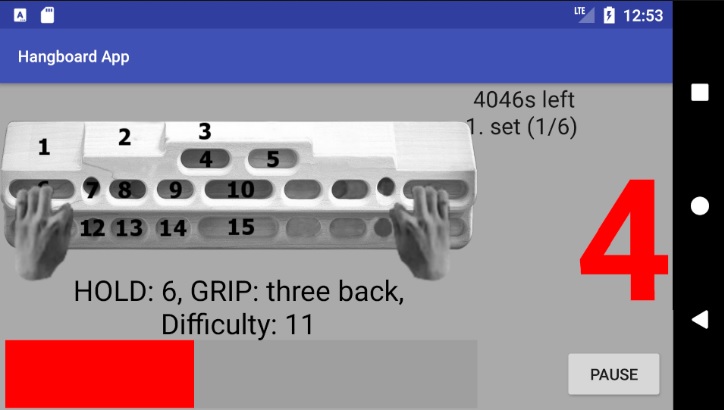 LTE 12:53
Hangboard App
4046s left
1. set (1/6)
1 2 3
4 5
6 7 8 9 10
12 13 14 15
4
HOLD: 6, GRIP: three back,
Difficulty: 11
PAUSE